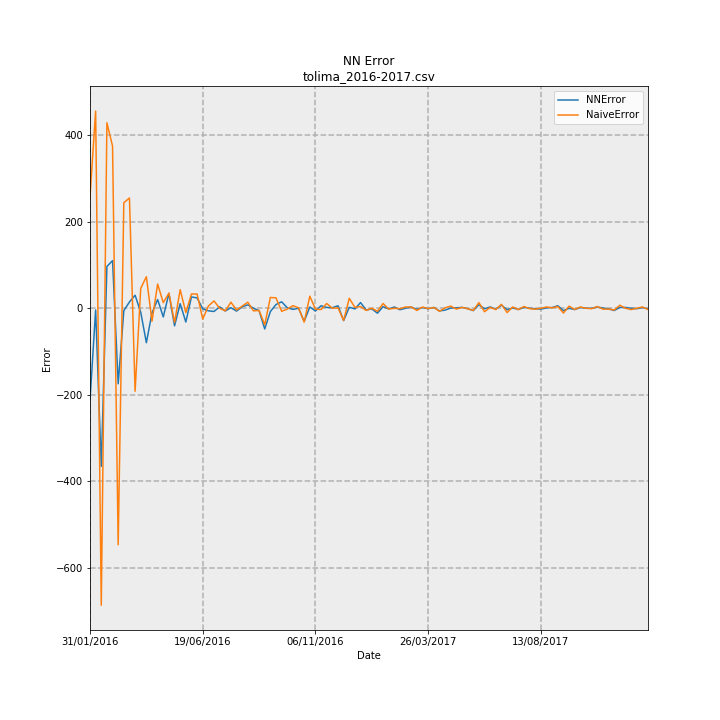 NN Error
tolima_2016-2017.csv
NNError
NaiveError
400
200
0
−200
−400
−600
Error
31/01/2016 19/06/2016 06/11/2016 26/03/2017 13/08/2017
Date